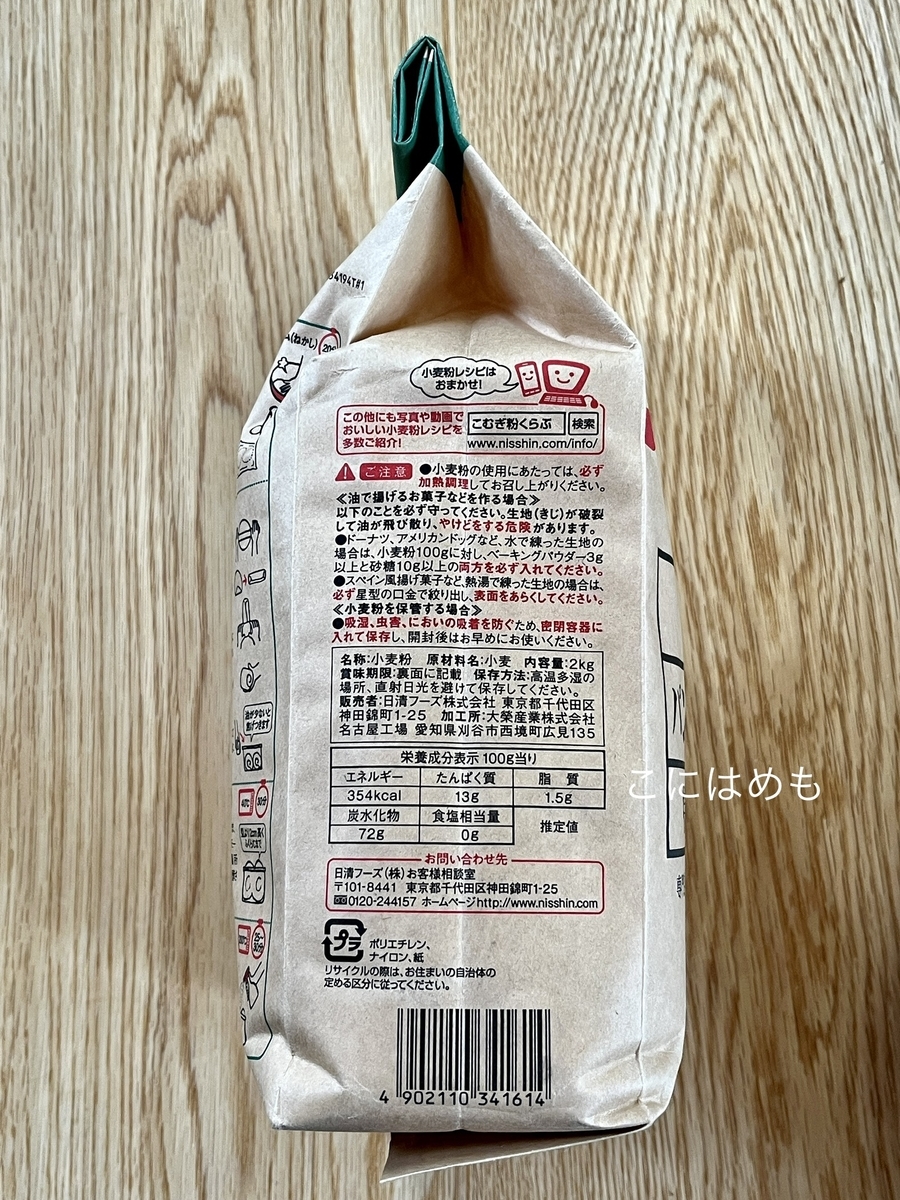 4194T#1
(ねかし)
小麦粉レシピは
おまかせ!
この他にも写真や動画で
おいしい小麦粉レシピを
多数ご紹介!
こむぎ粉くらぶ 検索
www.nisshin.com/info/
ご注意 ●小麦粉の使用にあたっては、必ず
加熱調理してお召し上がりください。
≪油で揚げるお菓子などを作る場合≫
以下のことを必ず守ってください。生地(きじ)が破裂
して油が飛び散り、やけどをする危険があります。
●ドーナツ、アメリカンドッグなど、水で練った生地の
場合は、小麦粉100gに対し、ベーキングパウダー3g
以上と砂糖10g以上の両方を必ず入れてください。
●スペイン風揚げ菓子など、熱湯で練った生地の場合は、
必ず星型の口金で絞り出し、表面をあらくしてください。
≪小麦粉を保管する場合≫
●吸湿、虫害、においの吸着を防ぐため、密閉容器に
入れて保存し、開封後はお早めにお使いください。
名称:小麦粉 原材料名:小麦 内容量:2kg
賞味期限:裏面に記載 保存方法:高温多湿の
場所、直射日光を避けて保存してください。
販売者:日清フーズ株式会社 東京都千代田区
神田錦町1-25 加工所:大榮産業株式会社
名古屋工場 愛知県刈谷市西境町広見135
栄養成分表示 100g当り
エネルギー たんぱく質 脂 質
354kcal 13g 1.5g
炭水化物 食塩相当量 推定値
72g 0g
お問い合わせ先
日清フーズ(株)お客様相談室
〒101-8441 東京都千代田区神田錦町1-25
0120-244157 ホームページhttp://www.nisshin.com
プラ
ポリエチレン、
ナイロン、紙
リサイクルの際は、お住まいの自治体の
定める区分に従ってください。
4 902110 341614
こにはめも
40℃ 30分